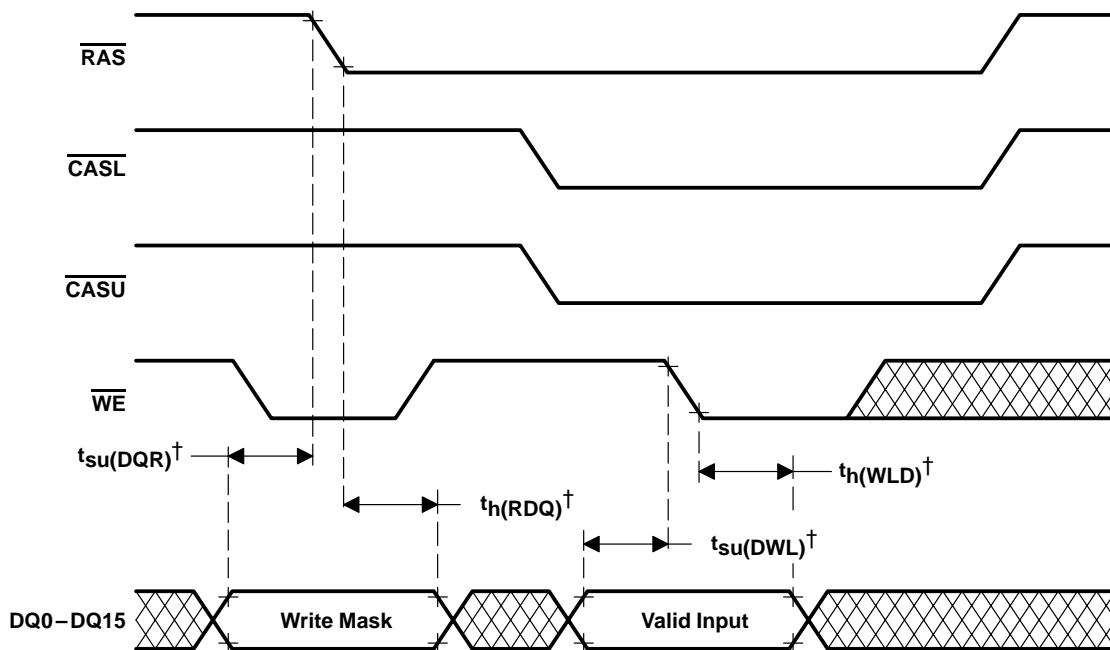 RAS
CASL
CASU
WE
tsu(DQR)†
th(RDQ)†
th(WLD)†
tsu(DWL)†
DQ0–DQ15
Write Mask
Valid Input